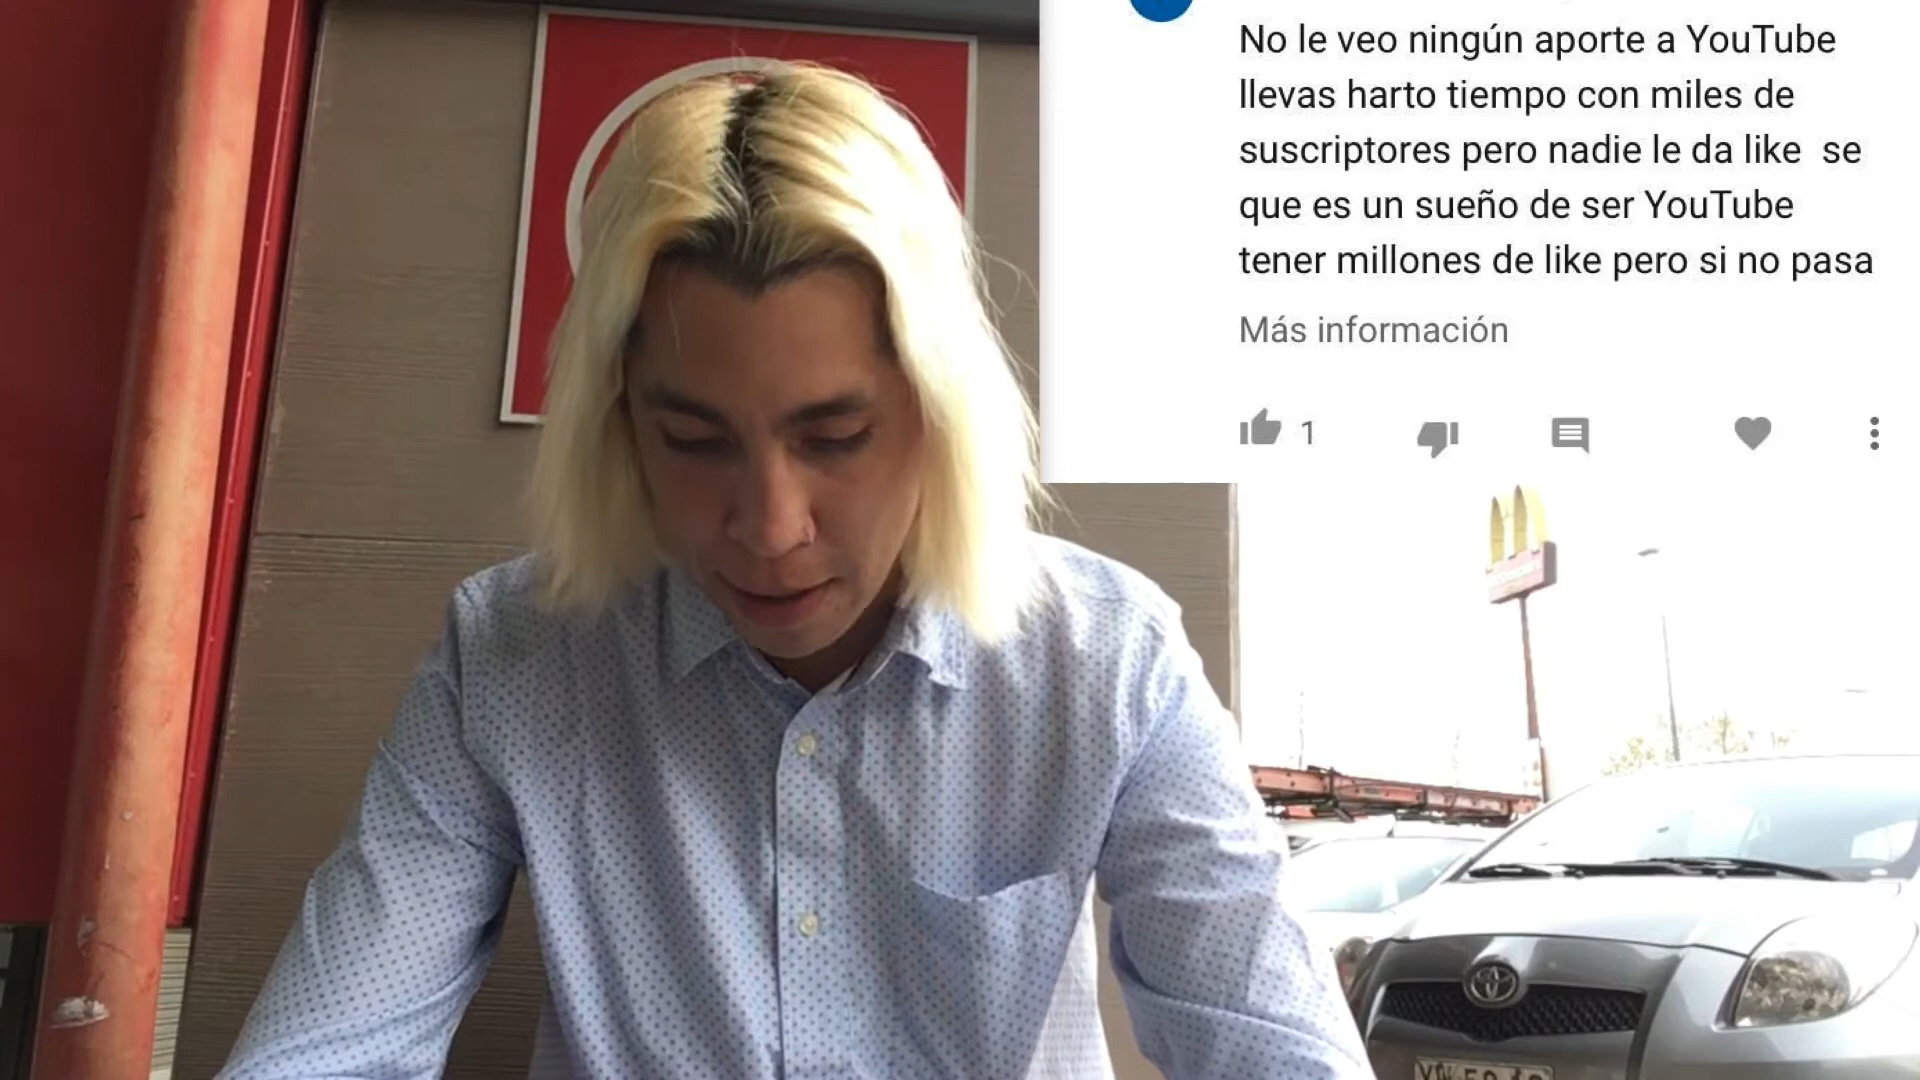 No le veo ningún aporte a YouTube
llevas harto tiempo con miles de
suscriptores pero nadie le da like  se
que es un sueño de ser YouTube
tener millones de like pero si no pasa
Más información
1